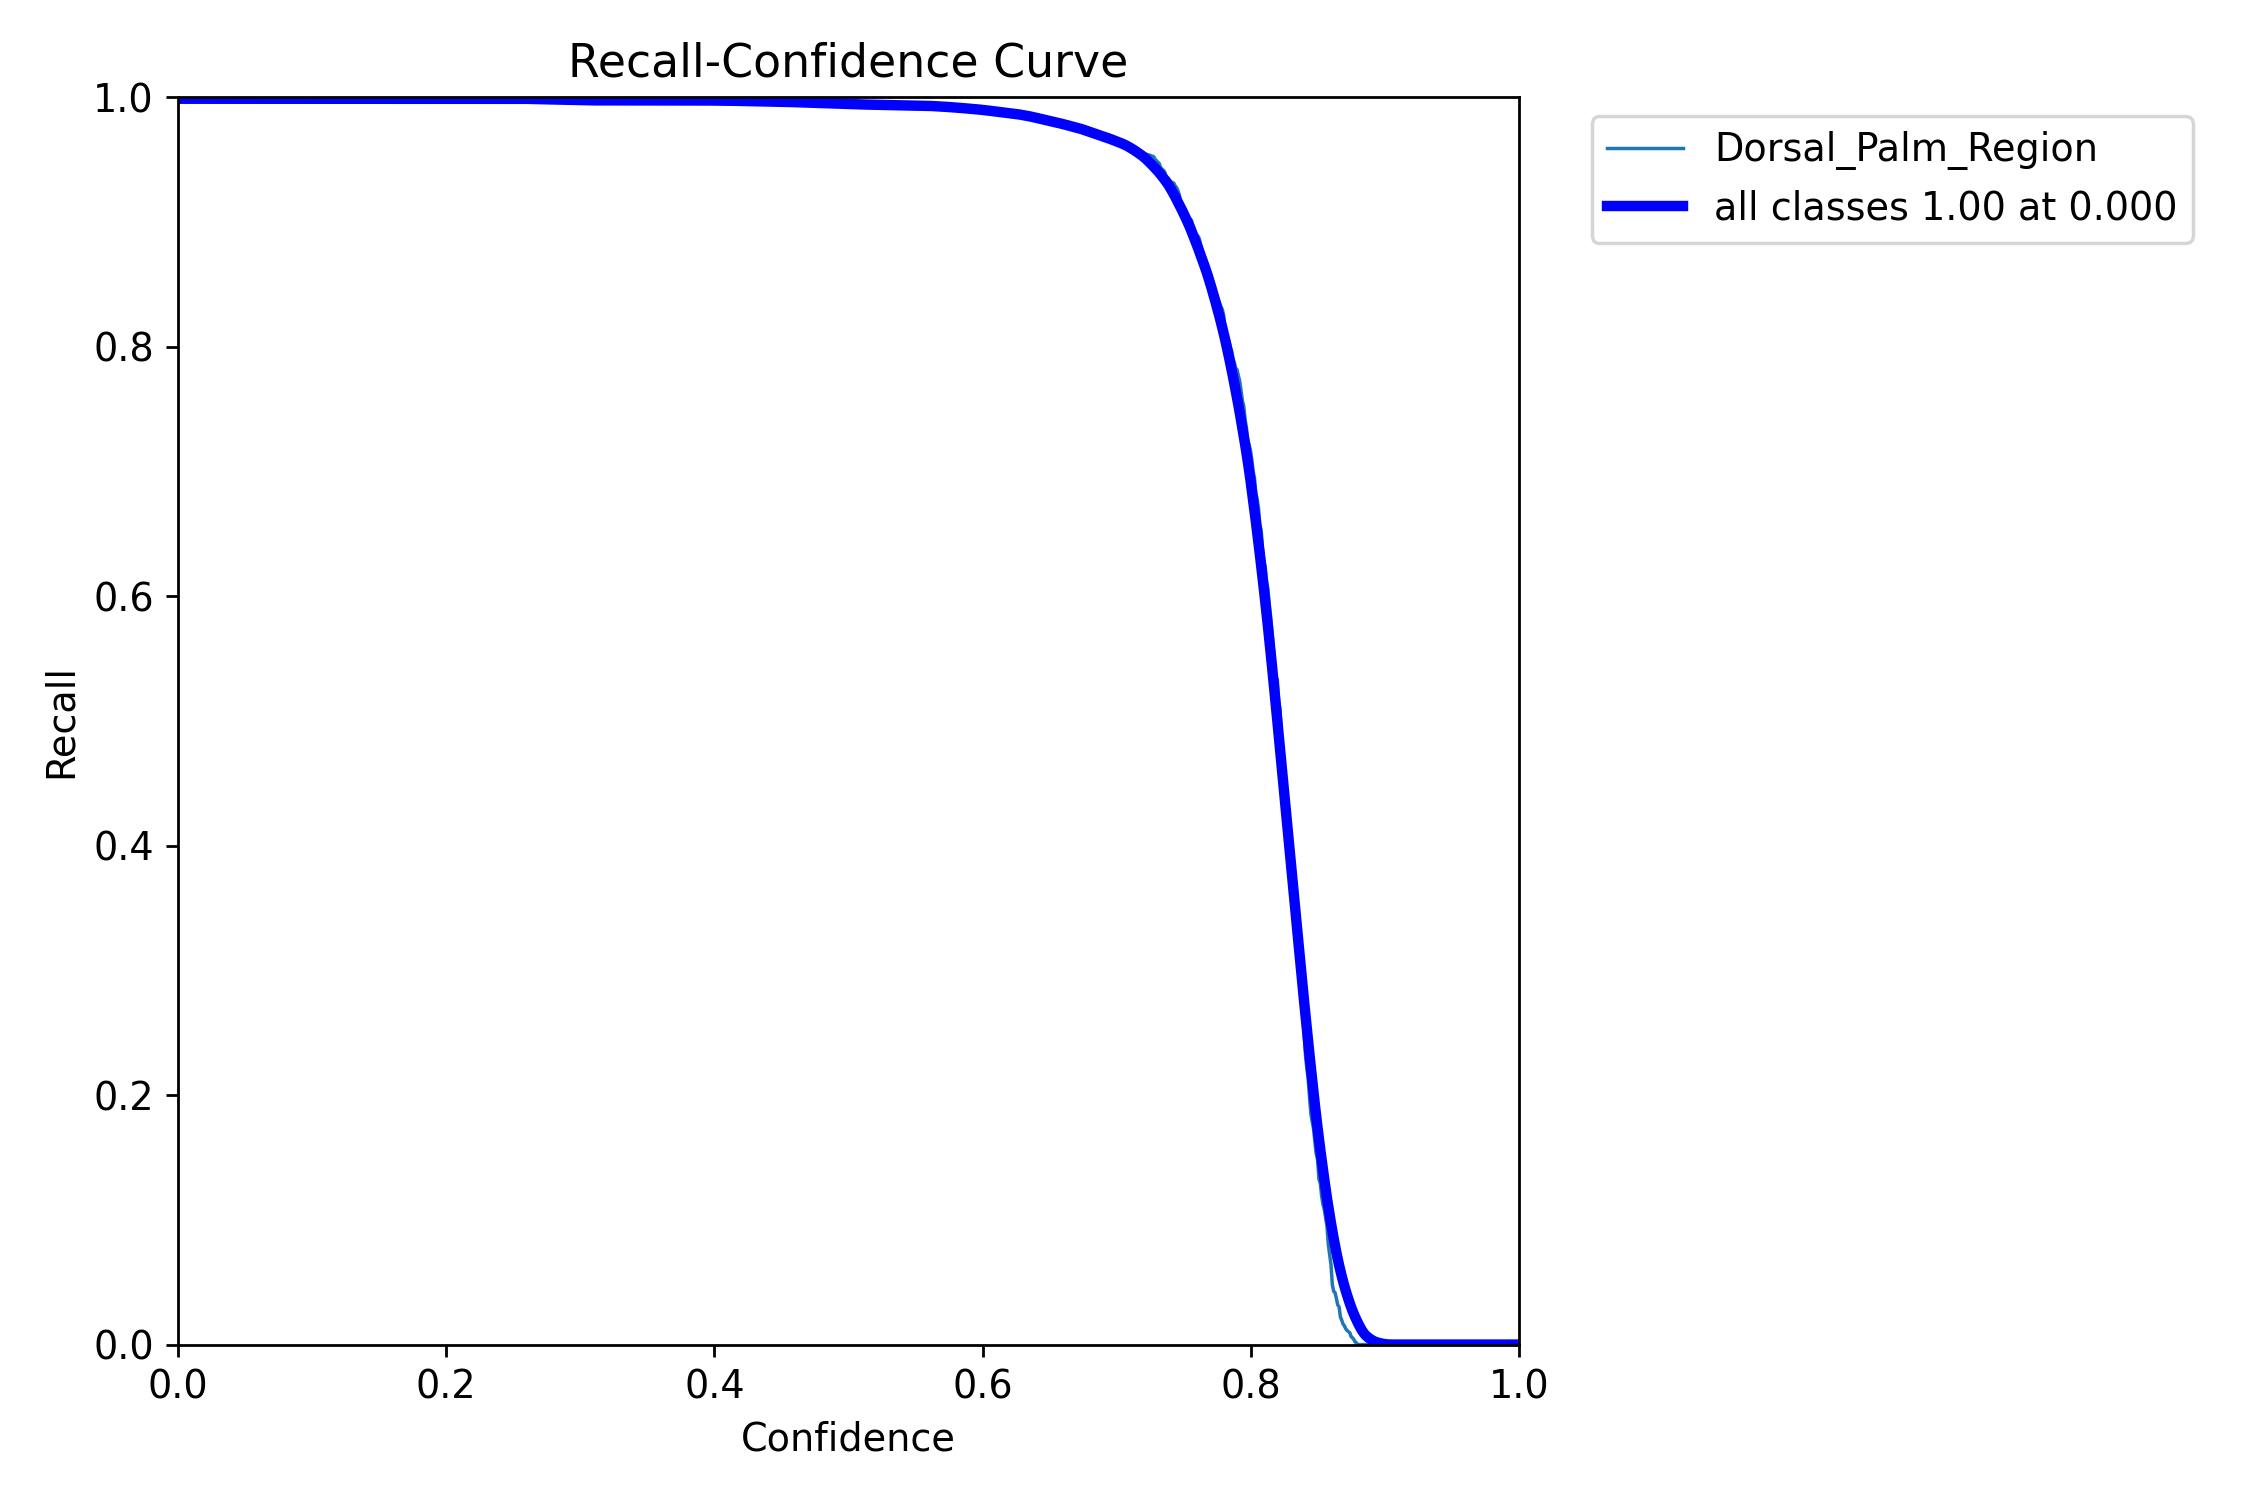 Recall-Confidence Curve
1.0
0.8
0.6
0.4
0.2
0.0
Recall
0.0 0.2 0.4 0.6 0.8 1.0
Confidence
Dorsal_Palm_Region
all classes 1.00 at 0.000